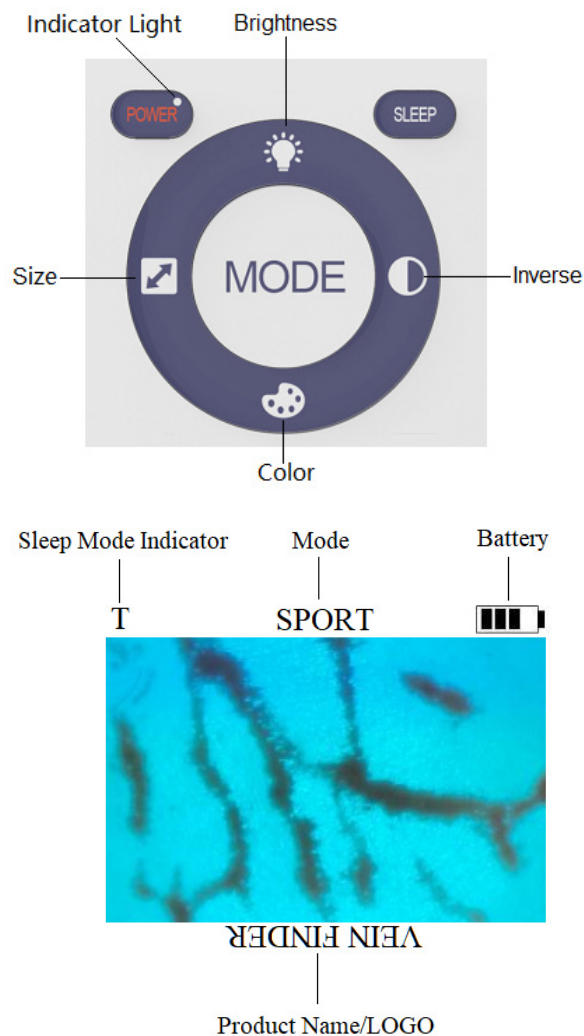 Indicator Light Brightness
POWER SLEEP
Size MODE Inverse
Color
Sleep Mode Indicator Mode Battery
T SPORT
VEIN FINDER
Product Name/LOGO